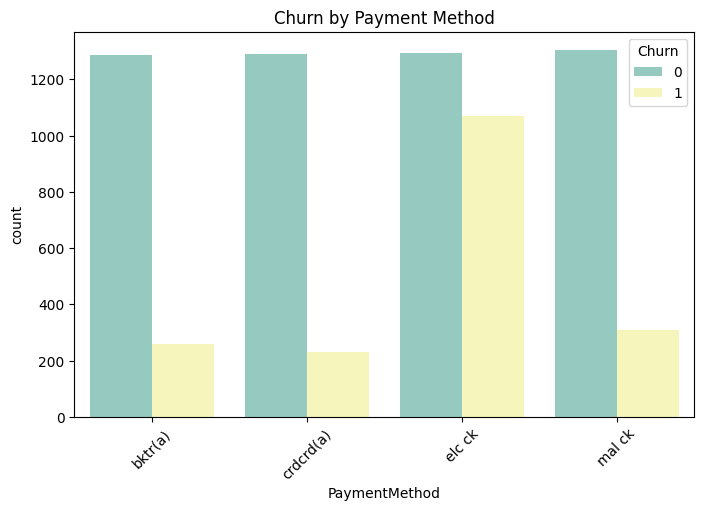 Churn by Payment Method
Churn
0
1
count
1200
1000
800
600
400
200
0
bktr(a)
crdcrd(a)
elc ck
mal ck
PaymentMethod